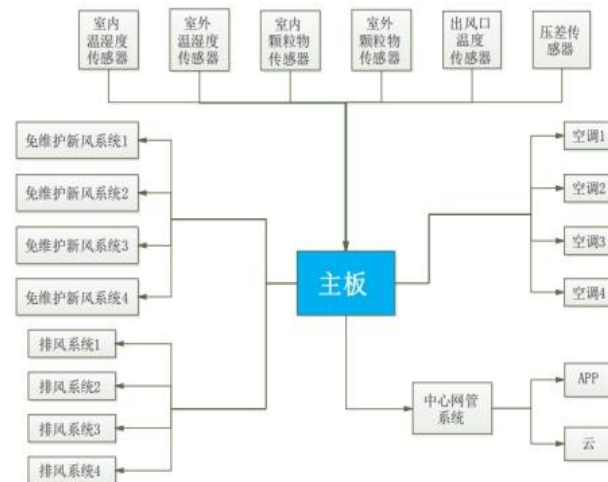 室内
温湿度
传感器
室外
温湿度
传感器
室内
颗粒物
传感器
室外
颗粒物
传感器
出风口
温度
传感器
压差传
感器
免维护新风系统1
免维护新风系统2
免维护新风系统3
免维护新风系统4
排风系统1
排风系统2
排风系统3
排风系统4
主板
空调1
空调2
空调3
空调4
中心网管
系统
APP
云